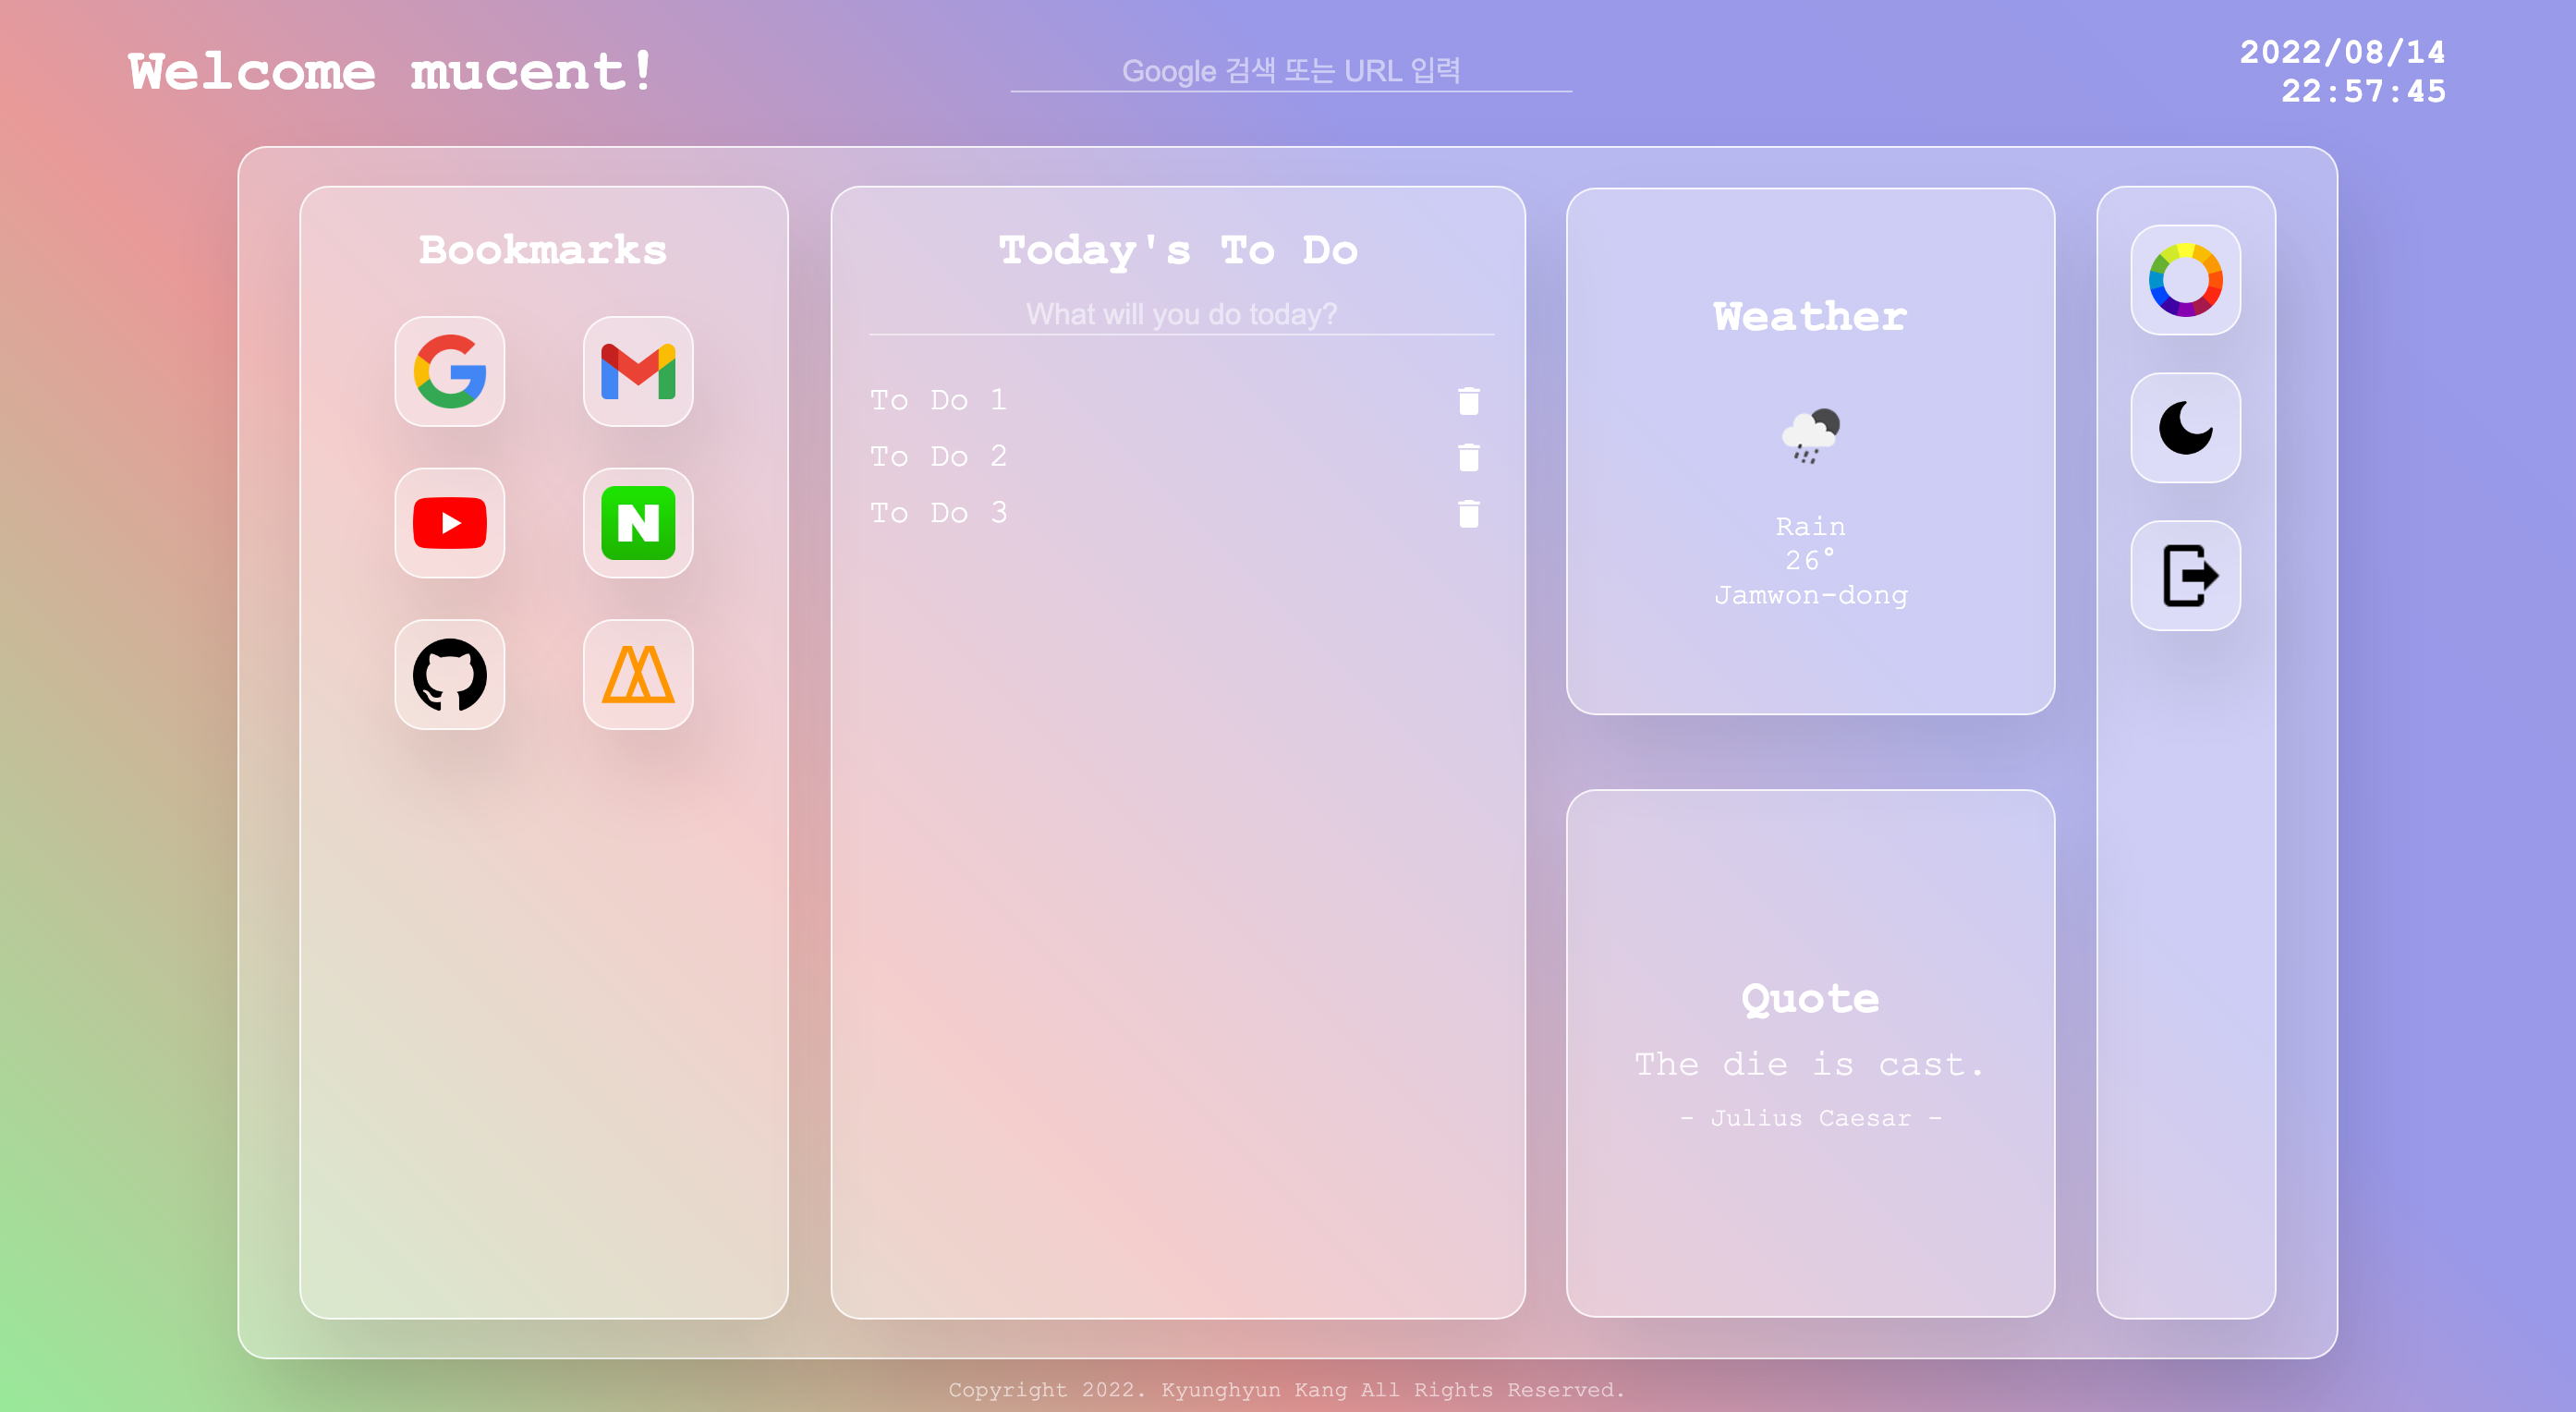 Welcome mucent!
Google 검색 또는 URL 입력
2022/08/14
22:57:45
Bookmarks
Today's To Do
What will you do today?
To Do 1
To Do 2
To Do 3
Weather
Rain
26°
Jamwon-dong
Quote
The die is cast.
- Julius Caesar -
Copyright 2022. Kyunghyun Kang All Rights Reserved.